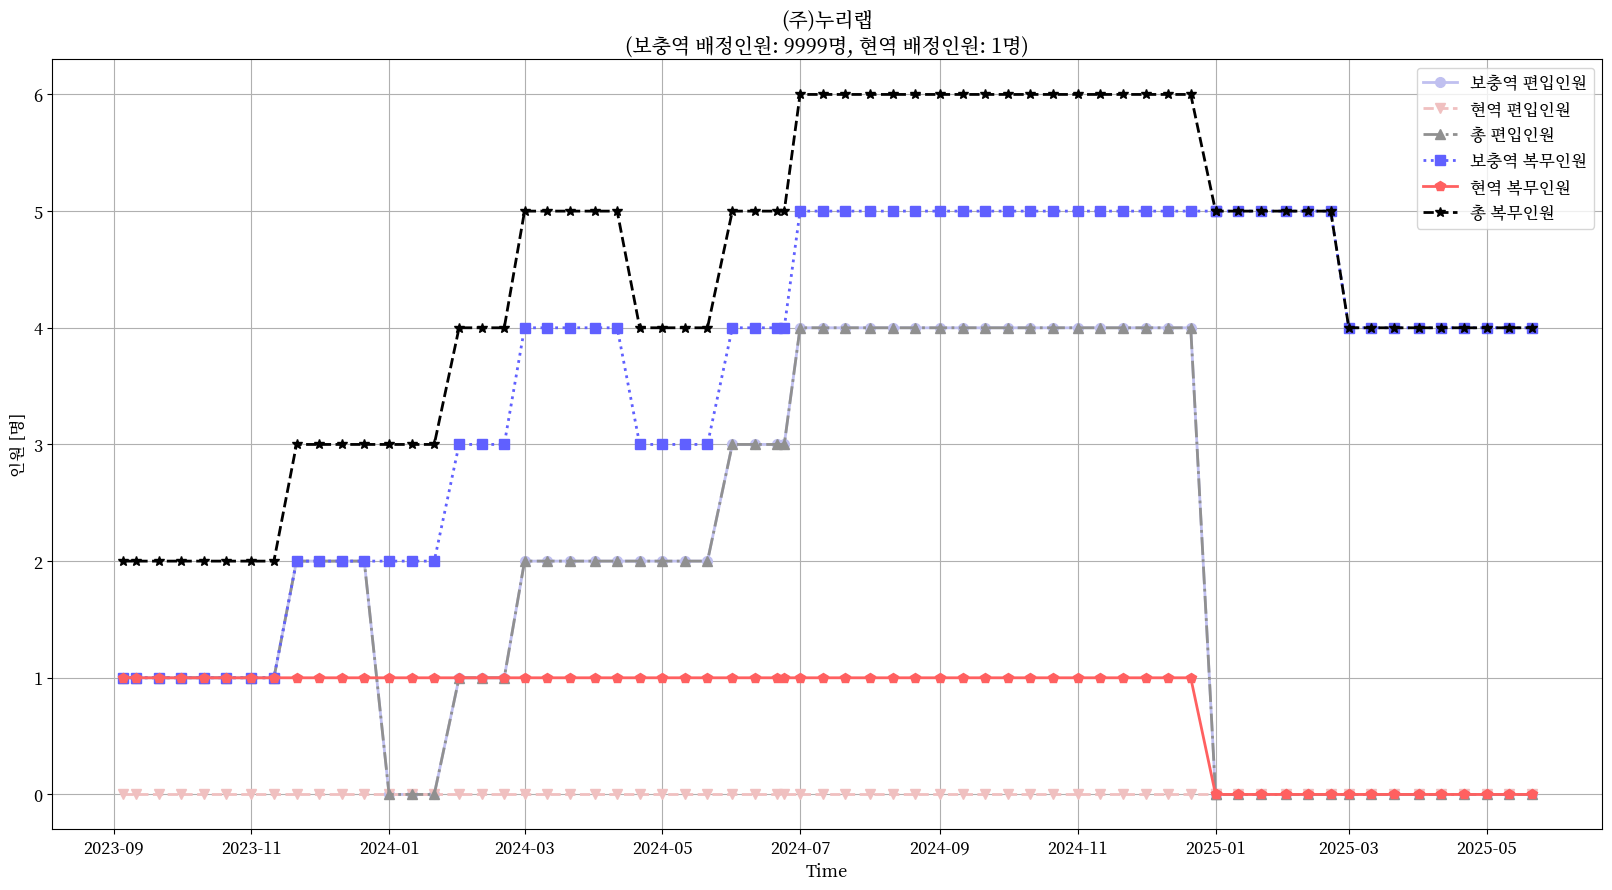 (주)누리랩
(보충역 배정인원: 9999명, 현역 배정인원: 1명)
보충역 편입인원
현역 편입인원
총 편입인원
보충역 복무인원
현역 복무인원
총 복무인원
인원 [명]
6
5
4
3
2
1
0
2023-09 2023-11 2024-01 2024-03 2024-05 2024-07 2024-09 2024-11 2025-01 2025-03 2025-05
Time